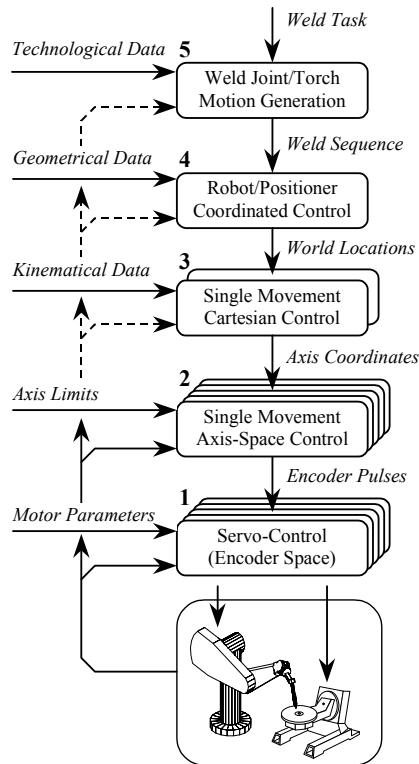 Weld Task
Technological Data
5
Weld Joint/Torch
Motion Generation
Weld Sequence
Geometrical Data
4
Robot/Positioner
Coordinated Control
World Locations
Kinematical Data
3
Single Movement
Cartesian Control
Axis Coordinates
Axis Limits
2
Single Movement
Axis-Space Control
Encoder Pulses
Motor Parameters
1
Servo-Control
(Encoder Space)